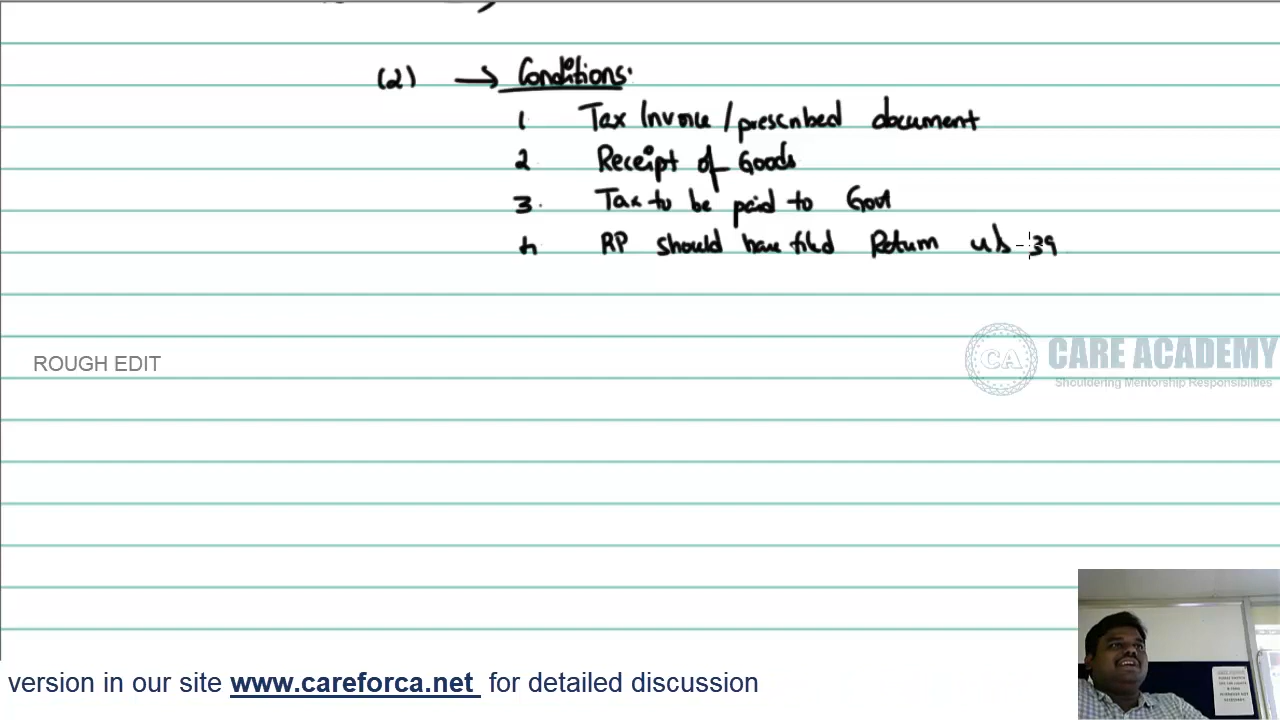 (2) → Conditions.
1 Tax Invoice / prescribed document
2 Receipt of Goods
3. Tax to be paid to Govt
4 RP should have filed Return u/s - 39
ROUGH EDIT
CA CARE ACADEMY
Shouldering Mentorship Responsibilities
version in our site www.careforca.net for detailed discussion